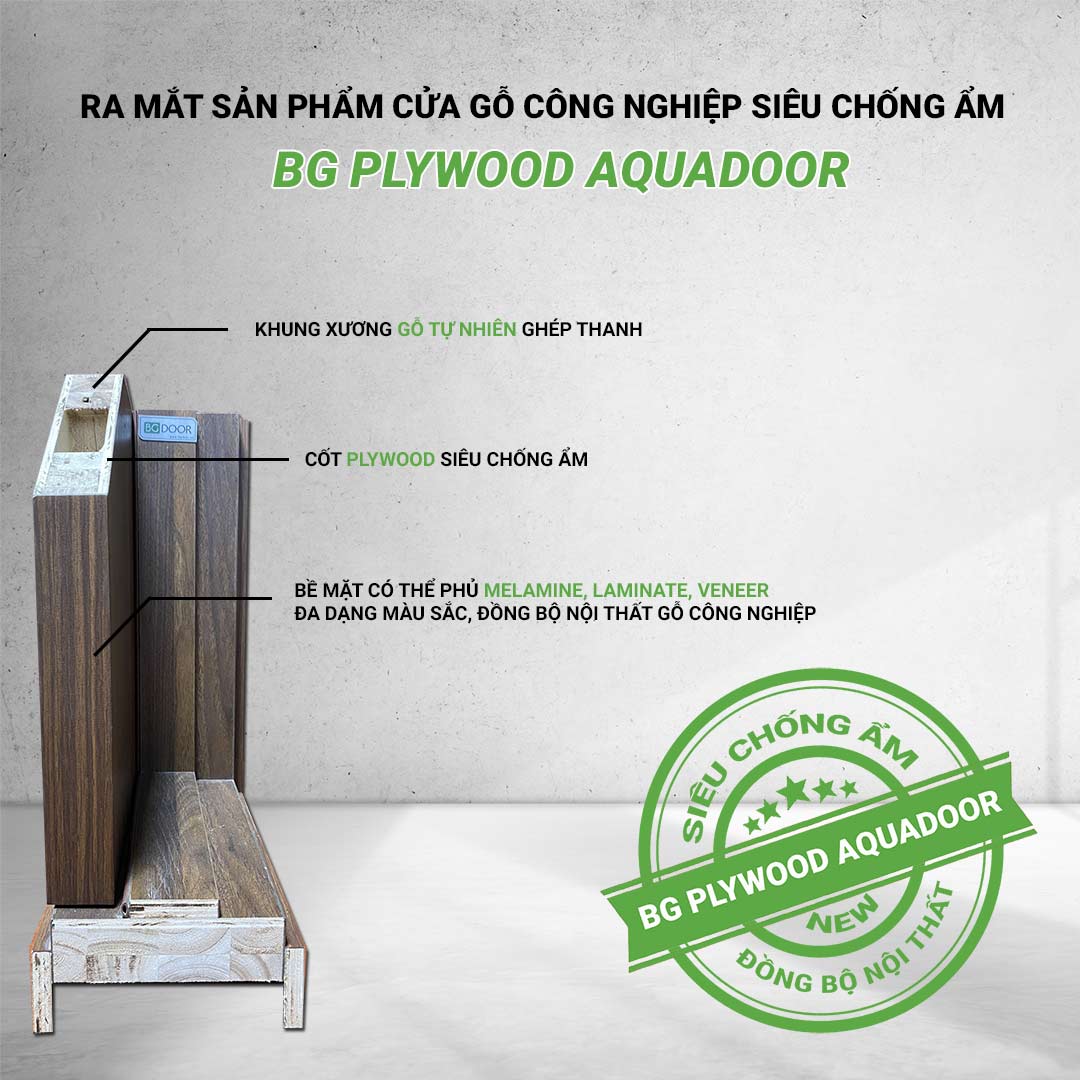 RA MẮT SẢN PHẨM CỬA GỖ CÔNG NGHIỆP SIÊU CHỐNG ẨM
BG PLYWOOD AQUADOOR
KHUNG XƯƠNG GỖ TỰ NHIÊN GHÉP THANH
BG DOOR
CỐT PLYWOOD SIÊU CHỐNG ẨM
BỀ MẶT CÓ THỂ PHỦ MELAMINE, LAMINATE, VENEER
ĐA DẠNG MÀU SẮC, ĐỒNG BỘ NỘI THẤT GỖ CÔNG NGHIỆP
SIÊU CHỐNG ẨM
BG PLYWOOD AQUADOOR
NEW
ĐỒNG BỘ NỘI THẤT